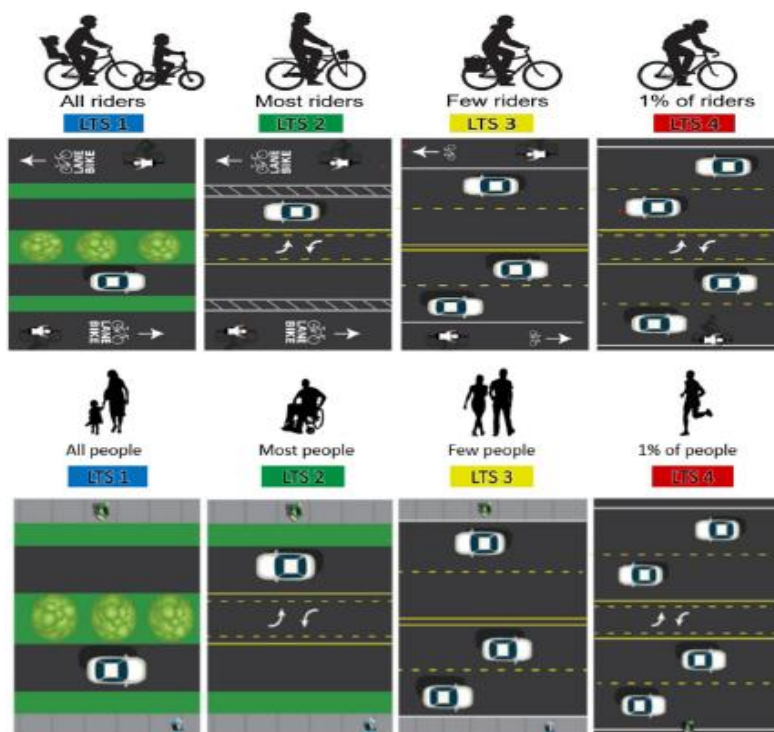 All riders
Most riders
Few riders
1% of riders
LTS 1
LTS 2
LTS 3
LTS 4
LANE
BIKE
LANE
BIKE
LANE
BIKE
LANE
BIKE
All people
Most people
Few people
1% of people
LTS 1
LTS 2
LTS 3
LTS 4